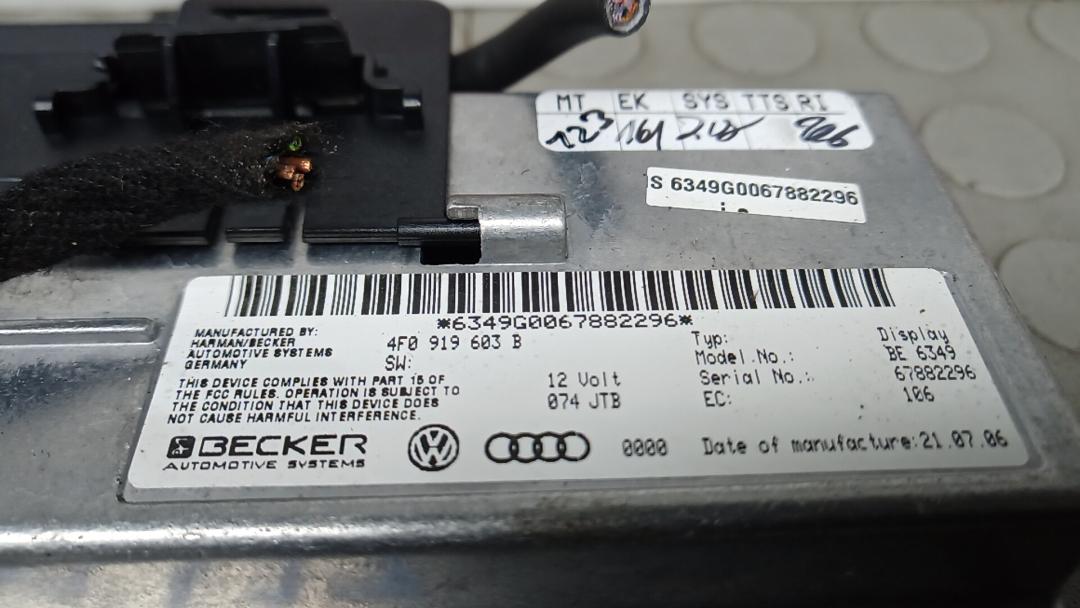 MT EK SYS TTS RI
S 6349G0067882296
*6349G0067882296*
MANUFACTURED BY:
HARMAN/BECKER
AUTOMOTIVE SYSTEMS
GERMANY
4F0 919 603 B
SW:
Typ: Display
Model.No.: BE 6349
Serial No.: 67882296
EC: 106
THIS DEVICE COMPLIES WITH PART 15 OF
THE FCC RULES. OPERATION IS SUBJECT TO
THE CONDITION THAT THIS DEVICE DOES
NOT CAUSE HARMFUL INTERFERENCE.
12 Volt
074 JTB
BECKER
AUTOMOTIVE SYSTEMS
0000
Date of manufacture:21.07.06